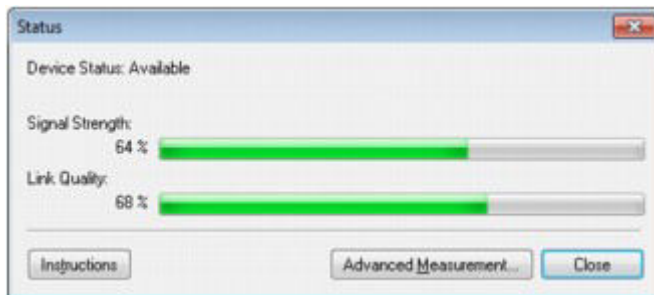 Status
Device Status: Available
Signal Strength:
64 %
Link Quality:
68 %
Instructions Advanced Measurement... Close